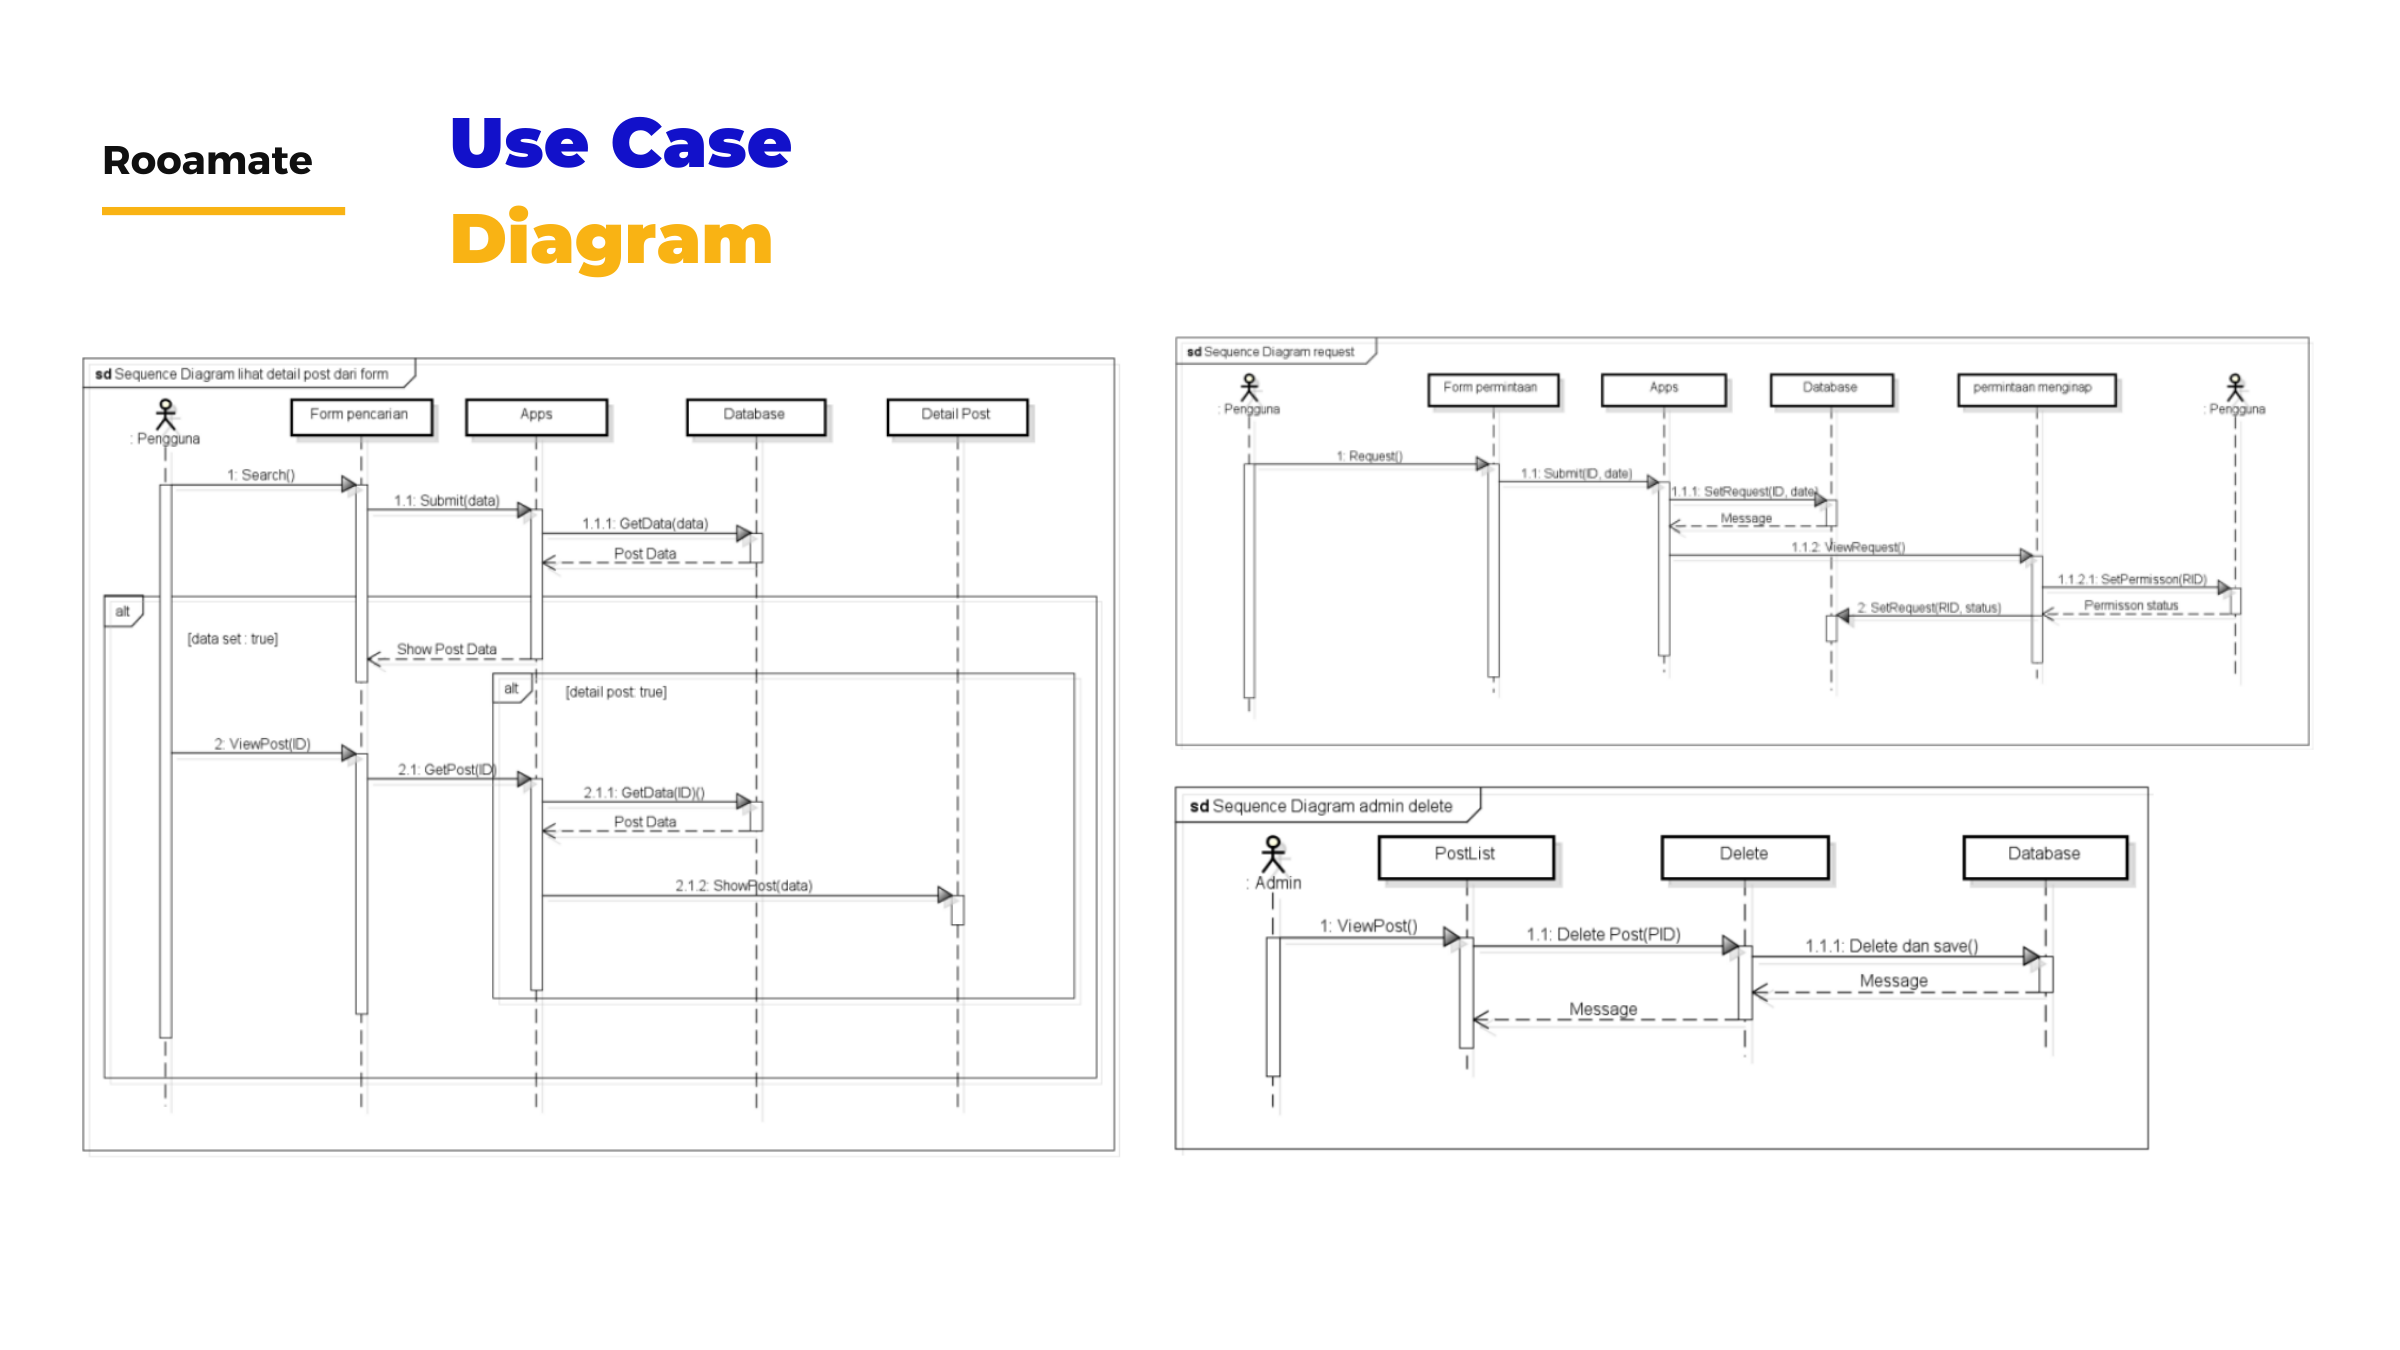 Rooamate
Use Case
Diagram
sd Sequence Diagram lihat detail post dari form
: Pengguna
Form pencarian
Apps
Database
Detail Post
1: Search()
1.1: Submit(data)
1.1.1: GetData(data)
Post Data
alt
[data set : true]
Show Post Data
alt
[detail post: true]
2: ViewPost(ID)
2.1: GetPost(ID)
2.1.1: GetData(ID)()
Post Data
2.1.2: ShowPost(data)
sd Sequence Diagram request
: Pengguna
Form permintaan
Apps
Database
permintaan menginap
: Pengguna
1: Request()
1.1: Submit(ID, date)
1.1.1: SetRequest(ID, date)
Message
1.1.2: ViewRequest()
1.1.2.1: SetPermisson(RID)
Permisson status
2: SetRequest(RID, status)
sd Sequence Diagram admin delete
: Admin
PostList
Delete
Database
1: ViewPost()
1.1: Delete Post(PID)
1.1.1: Delete dan save()
Message
Message